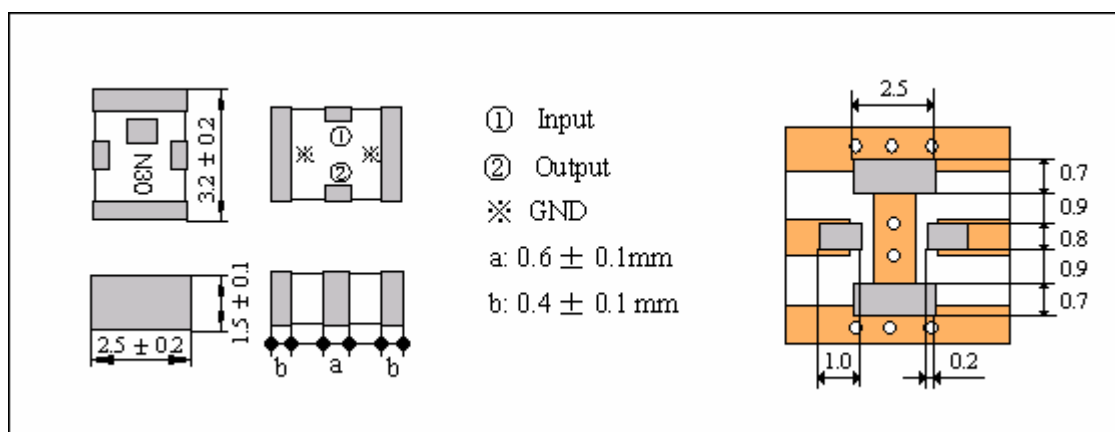 N30
3.2 ± 0.2
2.5 ± 0.2
1.5 ± 0.1
①
②
※ ※
b a b
① Input
② Output
※ GND
a: 0.6 ± 0.1mm
b: 0.4 ± 0.1 mm
2.5
0.7
0.9
0.8
0.9
0.7
1.0
0.2